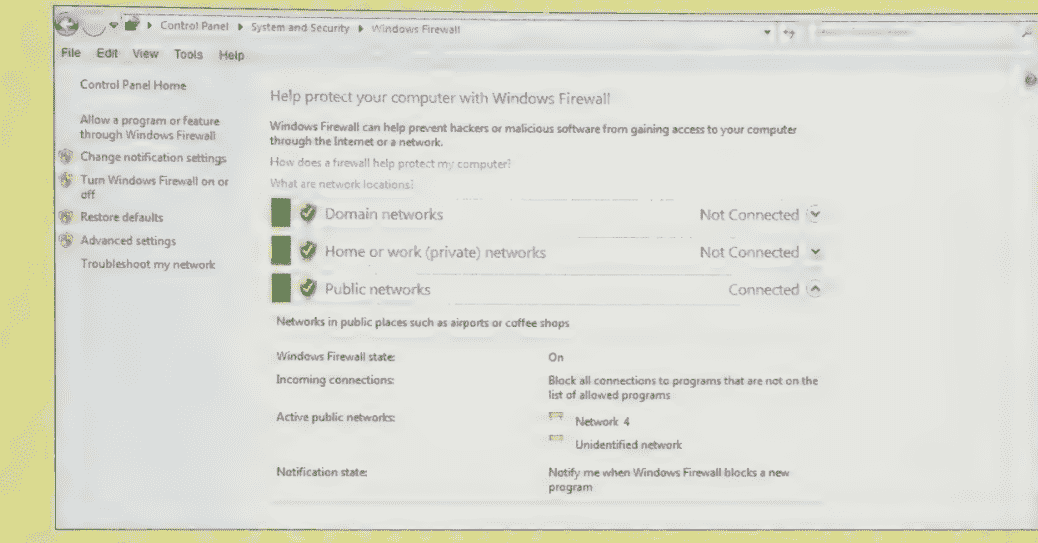 Control Panel System and Security Windows Firewall
File Edit View Tools Help
Control Panel Home
Allow a program or feature
through Windows Firewall
Change notification settings
Turn Windows Firewall on or
off
Restore defaults
Advanced settings
Troubleshoot my network
Help protect your computer with Windows Firewall
Windows Firewall can help prevent hackers or malicious software from gaining access to your computer
through the Internet or a network.
How does a firewall help protect my computer?
What are network locations?
Domain networks Not Connected
Home or work (private) networks Not Connected
Public networks Connected
Networks in public places such as airports or coffee shops
Windows Firewall state: On
Incoming connections: Block all connections to programs that are not on the
list of allowed programs
Active public networks: Network 4
Unidentified network
Notification state: Notify me when Windows Firewall blocks a new
program